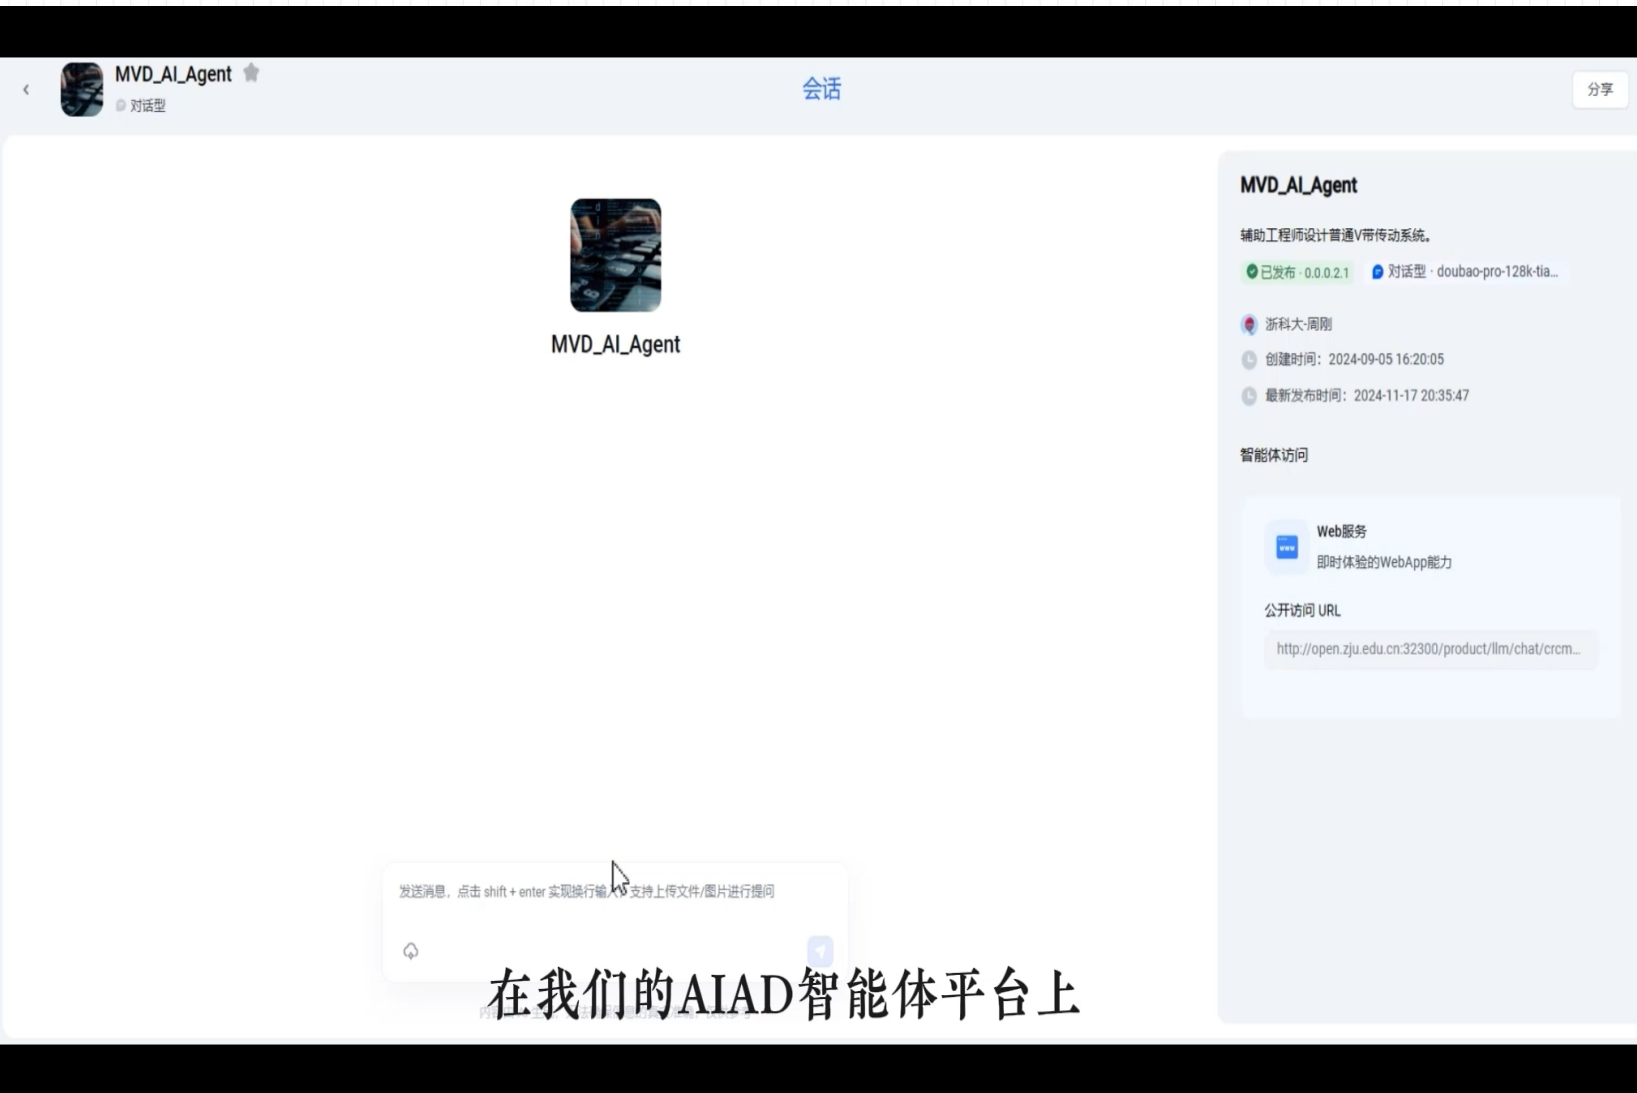 MVD_AI_Agent
对话型
会话
分享
MVD_AI_Agent
MVD_AI_Agent
辅助工程师设计普通V带传动系统。
已发布 · 0.0.0.2.1
对话型 · doubao-pro-128k-tia...
浙科大-周刚
创建时间：2024-09-05 16:20:05
最新发布时间：2024-11-17 20:35:47
智能体访问
Web服务
即时体验的WebApp能力
公开访问 URL
http://open.zju.edu.cn:32300/product/llm/chat/crcm...
发送消息，点击 shift + enter 实现换行输入，支持上传文件/图片进行提问
在我们的AIAD智能体平台上